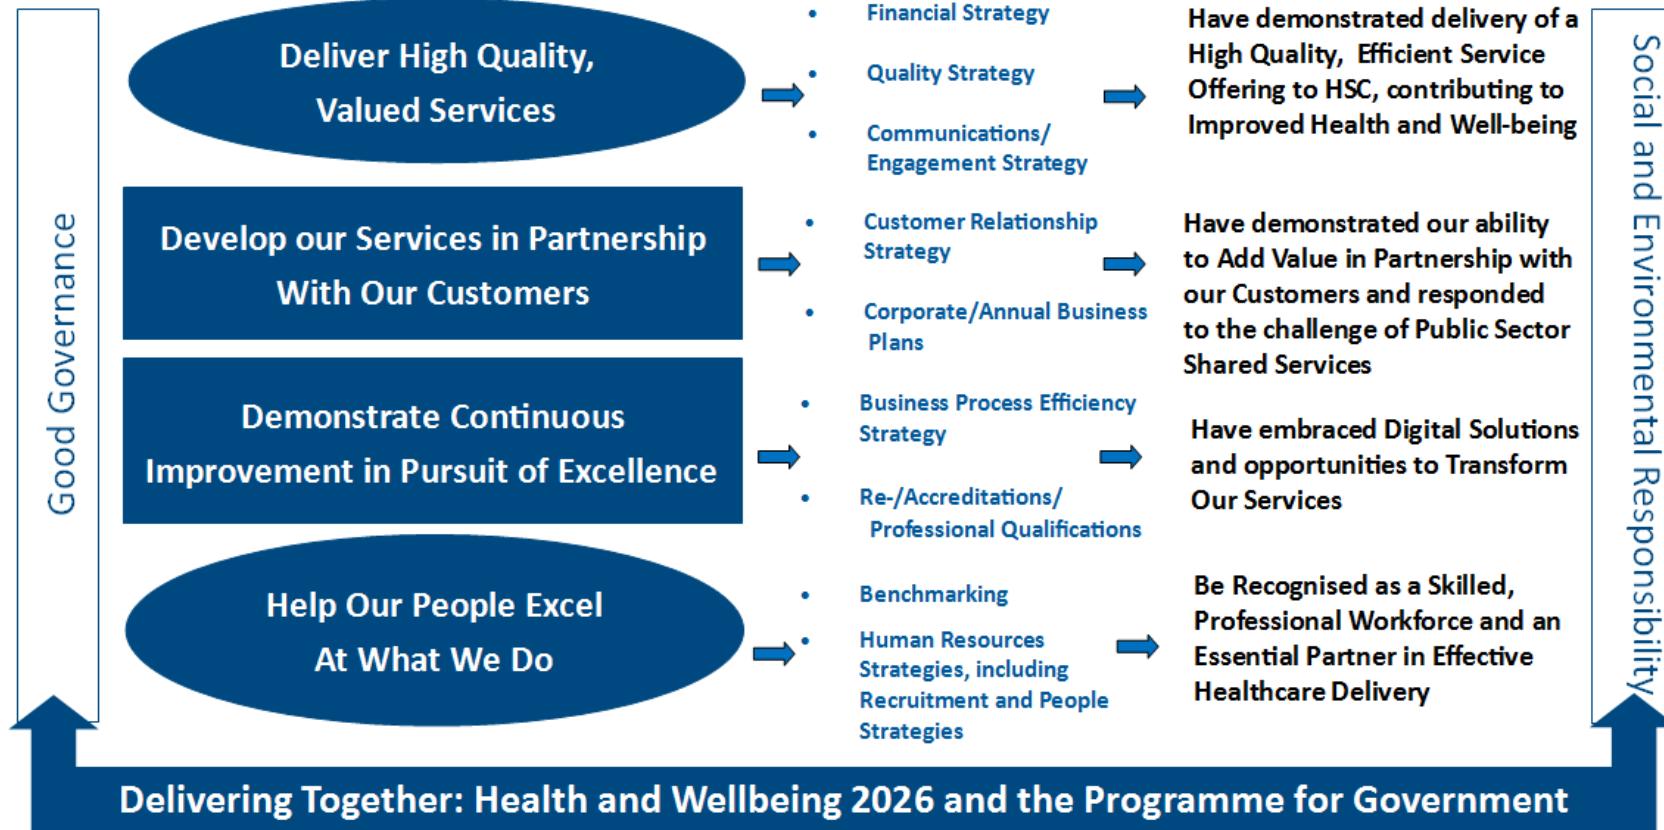 Good Governance
Deliver High Quality,
Valued Services
• Financial Strategy
• Quality Strategy
• Communications/
Engagement Strategy
Have demonstrated delivery of a
High Quality, Efficient Service
Offering to HSC, contributing to
Improved Health and Well-being
Develop our Services in Partnership
With Our Customers
• Customer Relationship
Strategy
• Corporate/Annual Business
Plans
Have demonstrated our ability
to Add Value in Partnership with
our Customers and responded
to the challenge of Public Sector
Shared Services
Demonstrate Continuous
Improvement in Pursuit of Excellence
• Business Process Efficiency
Strategy
• Re-/Accreditations/
Professional Qualifications
Have embraced Digital Solutions
and opportunities to Transform
Our Services
Help Our People Excel
At What We Do
• Benchmarking
• Human Resources
Strategies, including
Recruitment and People
Strategies
Be Recognised as a Skilled,
Professional Workforce and an
Essential Partner in Effective
Healthcare Delivery
Social and Environmental Responsibility
Delivering Together: Health and Wellbeing 2026 and the Programme for Government